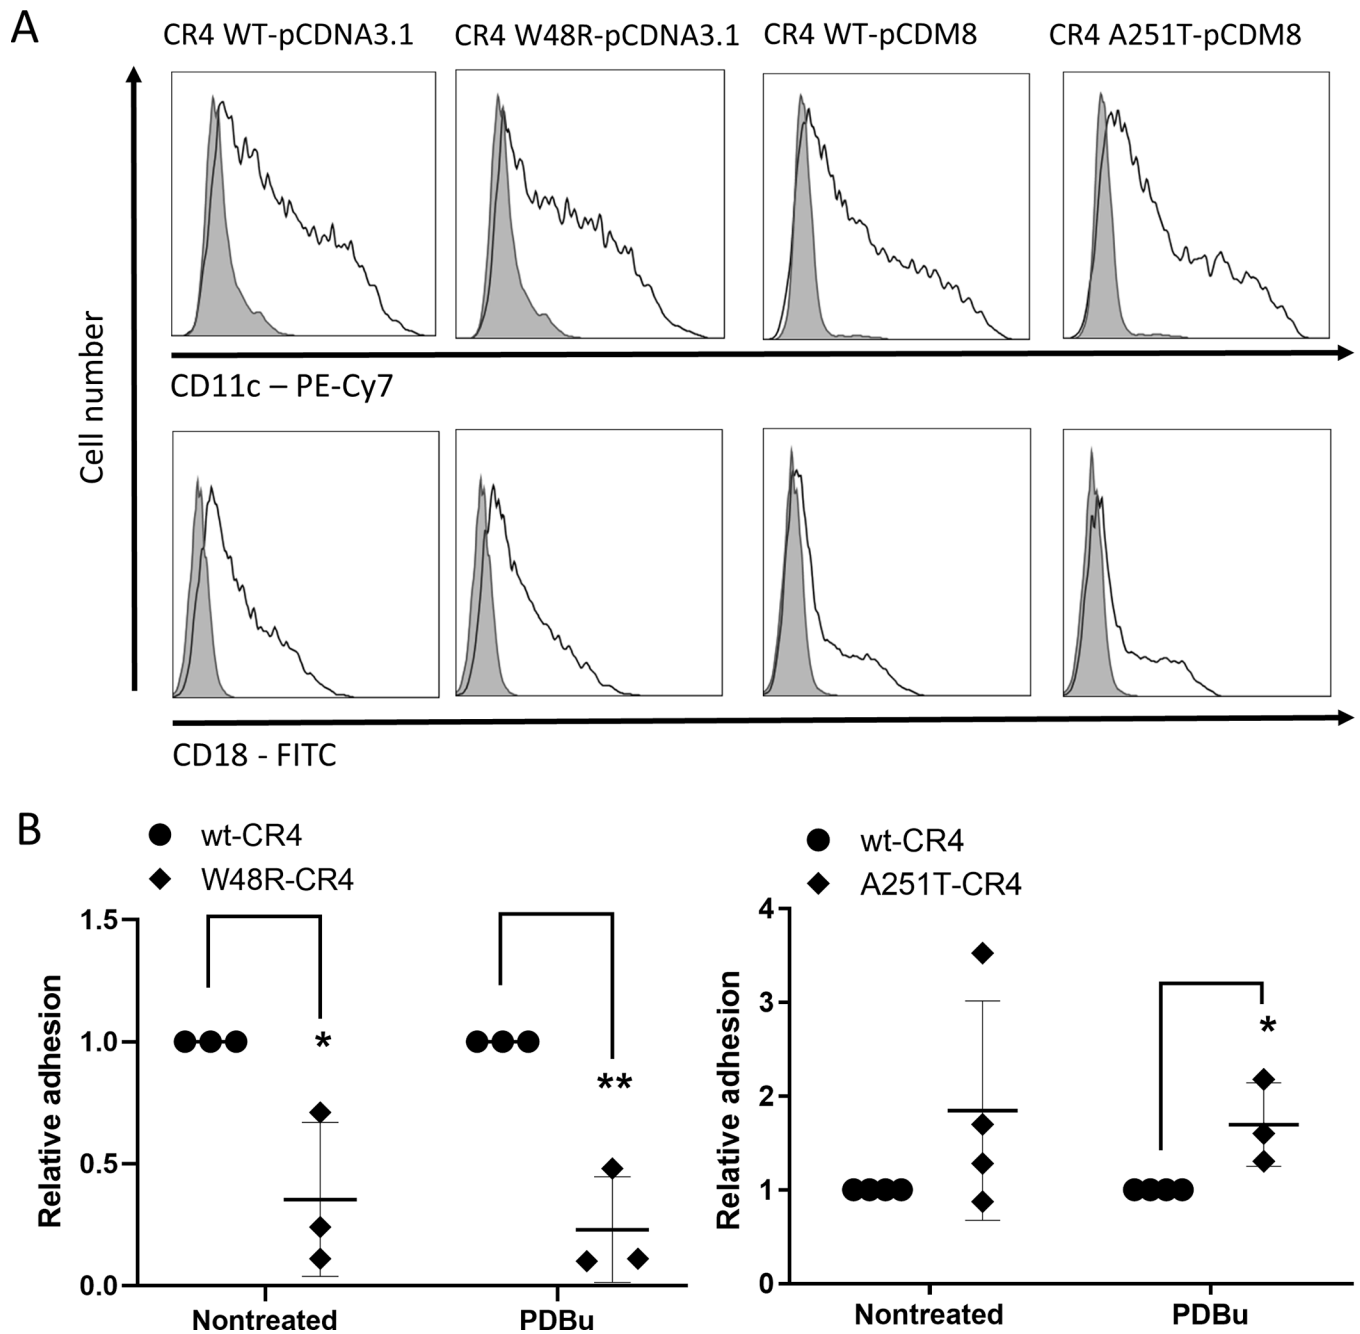 A
CR4 WT-pCDNA3.1
CR4 W48R-pCDNA3.1
CR4 WT-pCDM8
CR4 A251T-pCDM8
Cell number
CD11c – PE-Cy7
CD18 - FITC
B
wt-CR4
W48R-CR4
Relative adhesion
1.5
1.0
0.5
0.0
*
**
Nontreated
PDBu
wt-CR4
A251T-CR4
Relative adhesion
4
3
2
1
0
*
Nontreated
PDBu